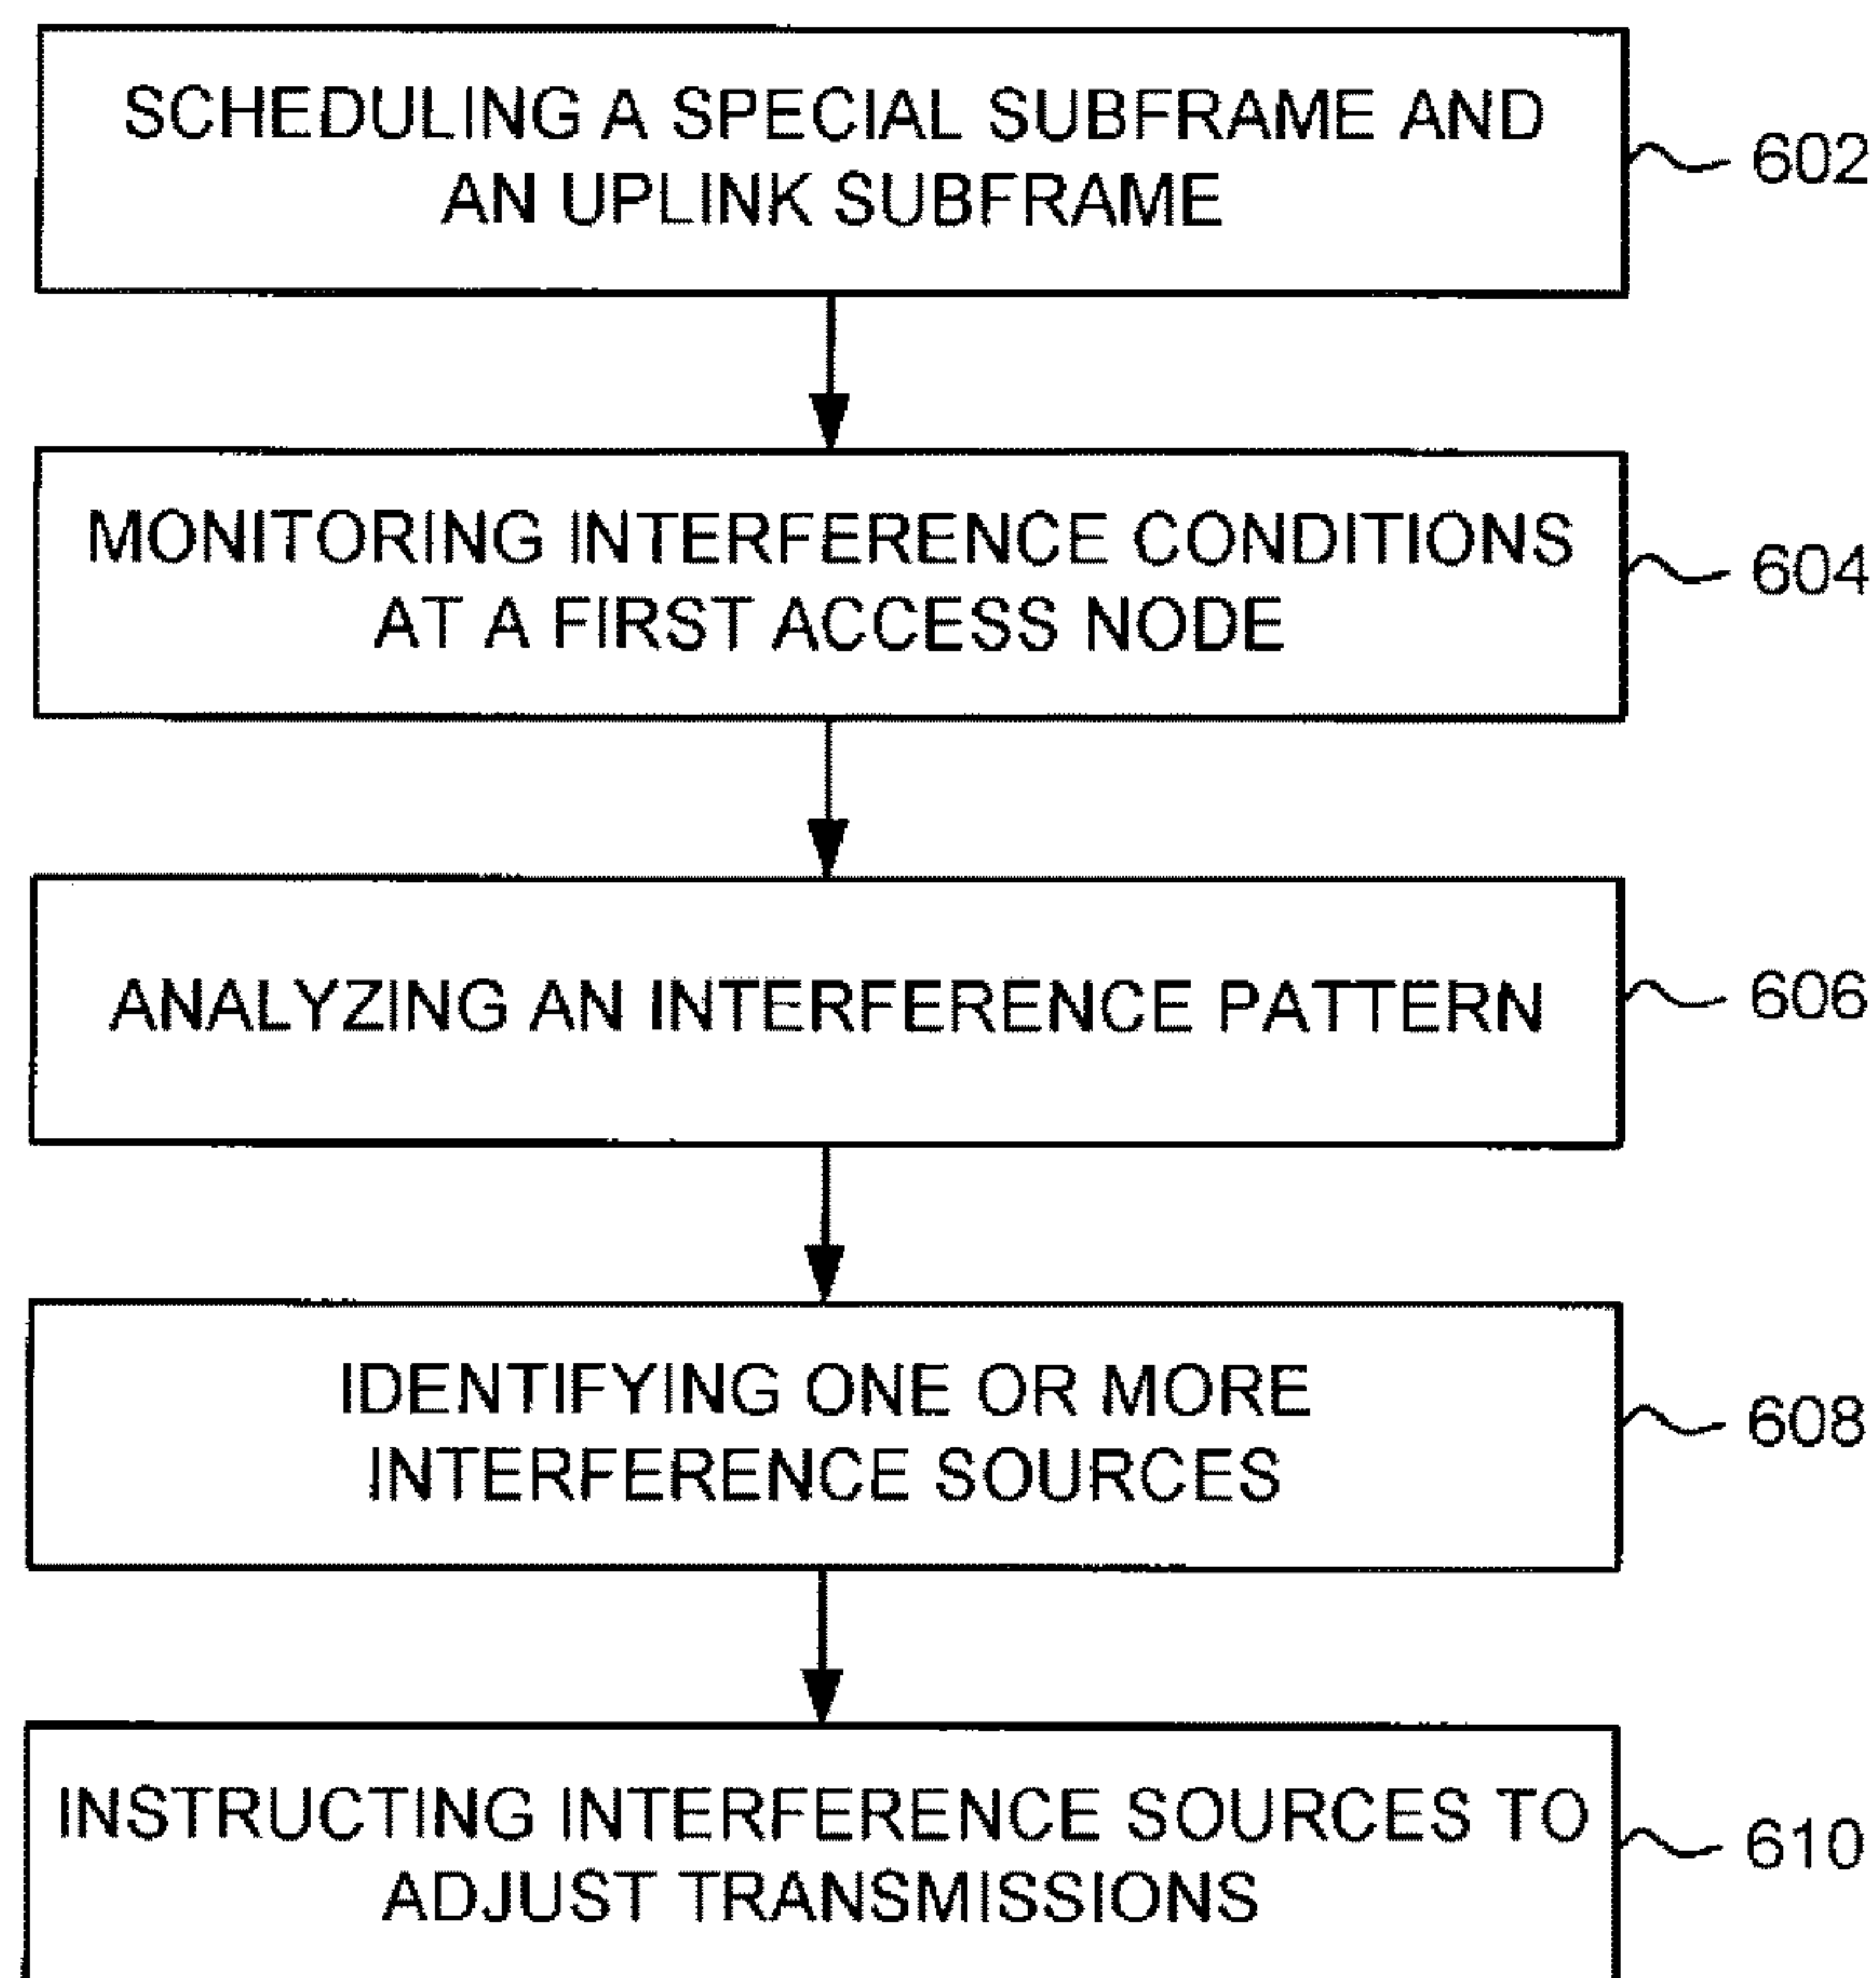 SCHEDULING A SPECIAL SUBFRAME AND
AN UPLINK SUBFRAME
602
MONITORING INTERFERENCE CONDITIONS
AT A FIRST ACCESS NODE
604
ANALYZING AN INTERFERENCE PATTERN
606
IDENTIFYING ONE OR MORE
INTERFERENCE SOURCES
608
INSTRUCTING INTERFERENCE SOURCES TO
ADJUST TRANSMISSIONS
610